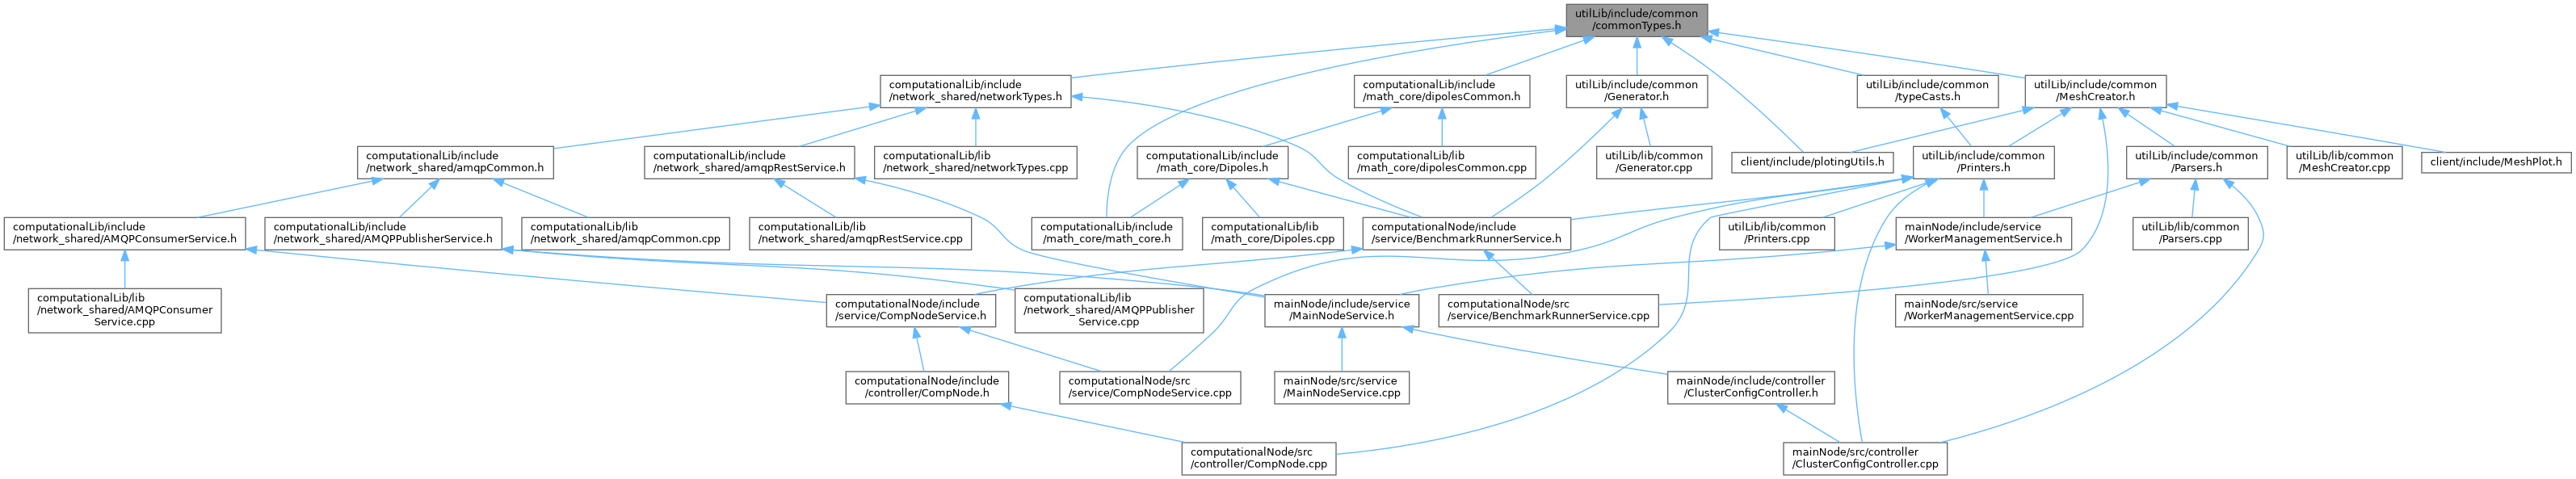 utilLib/include/common
/commonTypes.h
computationalLib/include
/network_shared/networkTypes.h
computationalLib/include
/math_core/dipolesCommon.h
utilLib/include/common
/Generator.h
utilLib/include/common
/typeCasts.h
utilLib/include/common
/MeshCreator.h
computationalLib/include
/network_shared/amqpCommon.h
computationalLib/include
/network_shared/amqpRestService.h
computationalLib/lib
/network_shared/networkTypes.cpp
computationalLib/include
/math_core/Dipoles.h
computationalLib/lib
/math_core/dipolesCommon.cpp
utilLib/lib/common
/Generator.cpp
client/include/plotingUtils.h
utilLib/include/common
/Printers.h
utilLib/include/common
/Parsers.h
utilLib/lib/common
/MeshCreator.cpp
client/include/MeshPlot.h
computationalLib/include
/network_shared/AMQPConsumerService.h
computationalLib/include
/network_shared/AMQPPublisherService.h
computationalLib/lib
/network_shared/amqpCommon.cpp
computationalLib/lib
/network_shared/amqpRestService.cpp
computationalLib/include
/math_core/math_core.h
computationalLib/lib
/math_core/Dipoles.cpp
computationalNode/include
/service/BenchmarkRunnerService.h
utilLib/lib/common
/Printers.cpp
mainNode/include/service
/WorkerManagementService.h
utilLib/lib/common
/Parsers.cpp
computationalLib/lib
/network_shared/AMQPConsumer
Service.cpp
computationalNode/include
/service/CompNodeService.h
computationalLib/lib
/network_shared/AMQPPublisher
Service.cpp
mainNode/include/service
/MainNodeService.h
computationalNode/src
/service/BenchmarkRunnerService.cpp
mainNode/src/service
/WorkerManagementService.cpp
computationalNode/include
/controller/CompNode.h
computationalNode/src
/service/CompNodeService.cpp
mainNode/src/service
/MainNodeService.cpp
mainNode/include/controller
/ClusterConfigController.h
computationalNode/src
/controller/CompNode.cpp
mainNode/src/controller
/ClusterConfigController.cpp